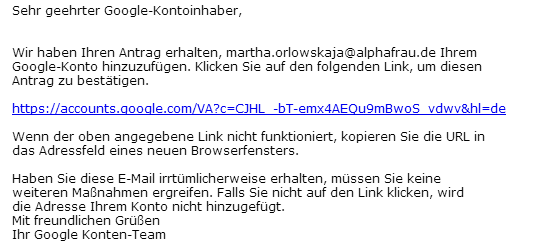 Sehr geehrter Google-Kontoinhaber,
Wir haben Ihren Antrag erhalten, martha.orlowskaja@alphafrau.de Ihrem
Google-Konto hinzuzufügen. Klicken Sie auf den folgenden Link, um diesen
Antrag zu bestätigen.
https://accounts.google.com/VA?c=CJHL_-bT-emx4AEQu9mBwoS_vdwv&hl=de
Wenn der oben angegebene Link nicht funktioniert, kopieren Sie die URL in
das Adressfeld eines neuen Browserfensters.
Haben Sie diese E-Mail irrtümlicherweise erhalten, müssen Sie keine
weiteren Maßnahmen ergreifen. Falls Sie nicht auf den Link klicken, wird
die Adresse Ihrem Konto nicht hinzugefügt.
Mit freundlichen Grüßen
Ihr Google Konten-Team